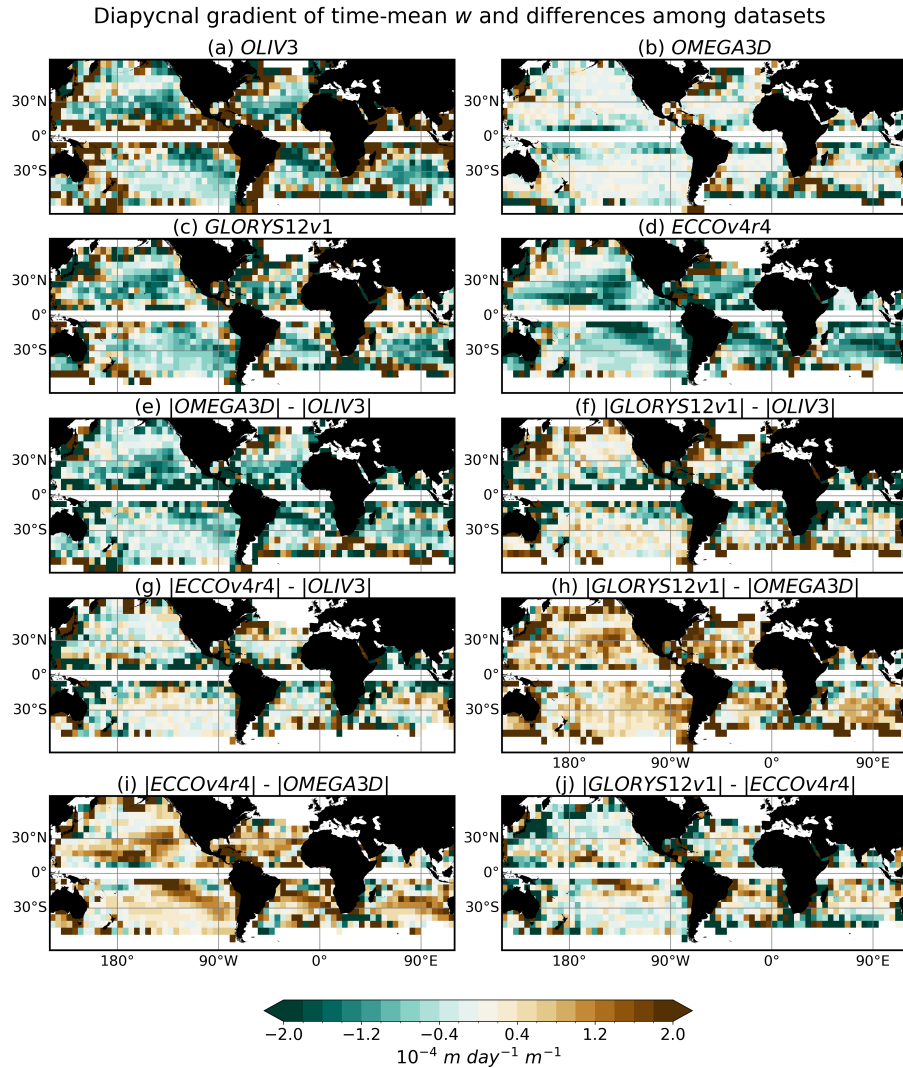 Diapycnal gradient of time-mean w and differences among datasets
(a) OLIV3
(b) OMEGA3D
30°N
0°
30°S
(c) GLORYS12v1
(d) ECCOv4r4
30°N
0°
30°S
(e) |OMEGA3D| - |OLIV3|
(f) |GLORYS12v1| - |OLIV3|
30°N
0°
30°S
(g) |ECCOv4r4| - |OLIV3|
(h) |GLORYS12v1| - |OMEGA3D|
30°N
0°
30°S
180° 90°W 0° 90°E
(i) |ECCOv4r4| - |OMEGA3D|
(j) |GLORYS12v1| - |ECCOv4r4|
30°N
0°
30°S
180° 90°W 0° 90°E
180° 90°W 0° 90°E
−2.0 −1.2 −0.4 0.4 1.2 2.0
10⁻⁴ m day⁻¹ m⁻¹